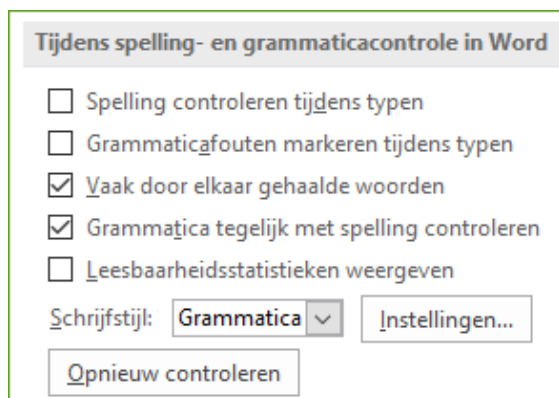 Tijdens spelling- en grammaticacontrole in Word
Spelling controleren tijdens typen
Grammaticafouten markeren tijdens typen
Vaak door elkaar gehaalde woorden
Grammatica tegelijk met spelling controleren
Leesbaarheidsstatistieken weergeven
Schrijfstijl: Grammatica Instellingen...
Opnieuw controleren